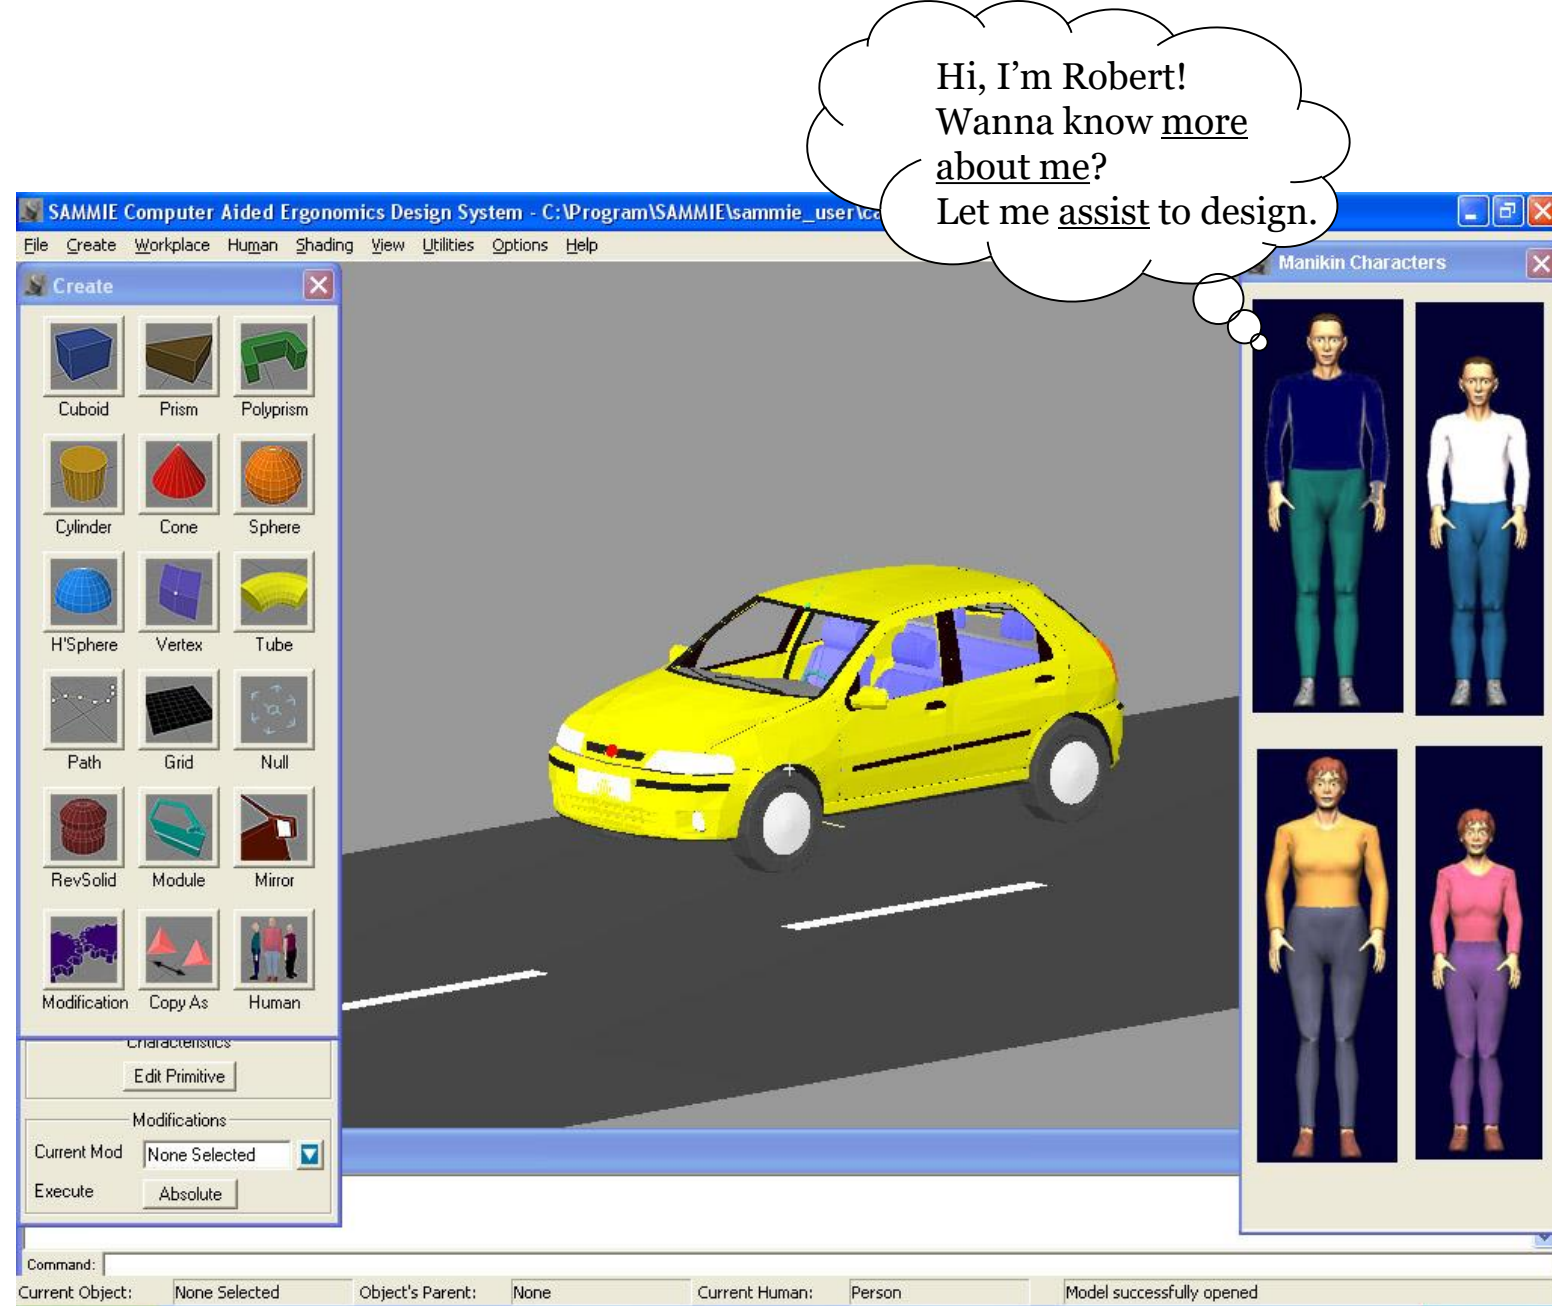 Hi, I’m Robert!
Wanna know more
about me?
Let me assist to design.
SAMMIE Computer Aided Ergonomics Design System - C:\Program\SAMMIE\sammie_user\ca
File Create Workplace Human Shading View Utilities Options Help
Create
Manikin Characters
Cuboid Prism Polyprism
Cylinder Cone Sphere
H'Sphere Vertex Tube
Path Grid Null
RevSolid Module Mirror
Modification Copy As Human
Characteristics
Edit Primitive
Modifications
Current Mod None Selected
Execute Absolute
Command:
Current Object: None Selected Object's Parent: None Current Human: Person Model successfully opened